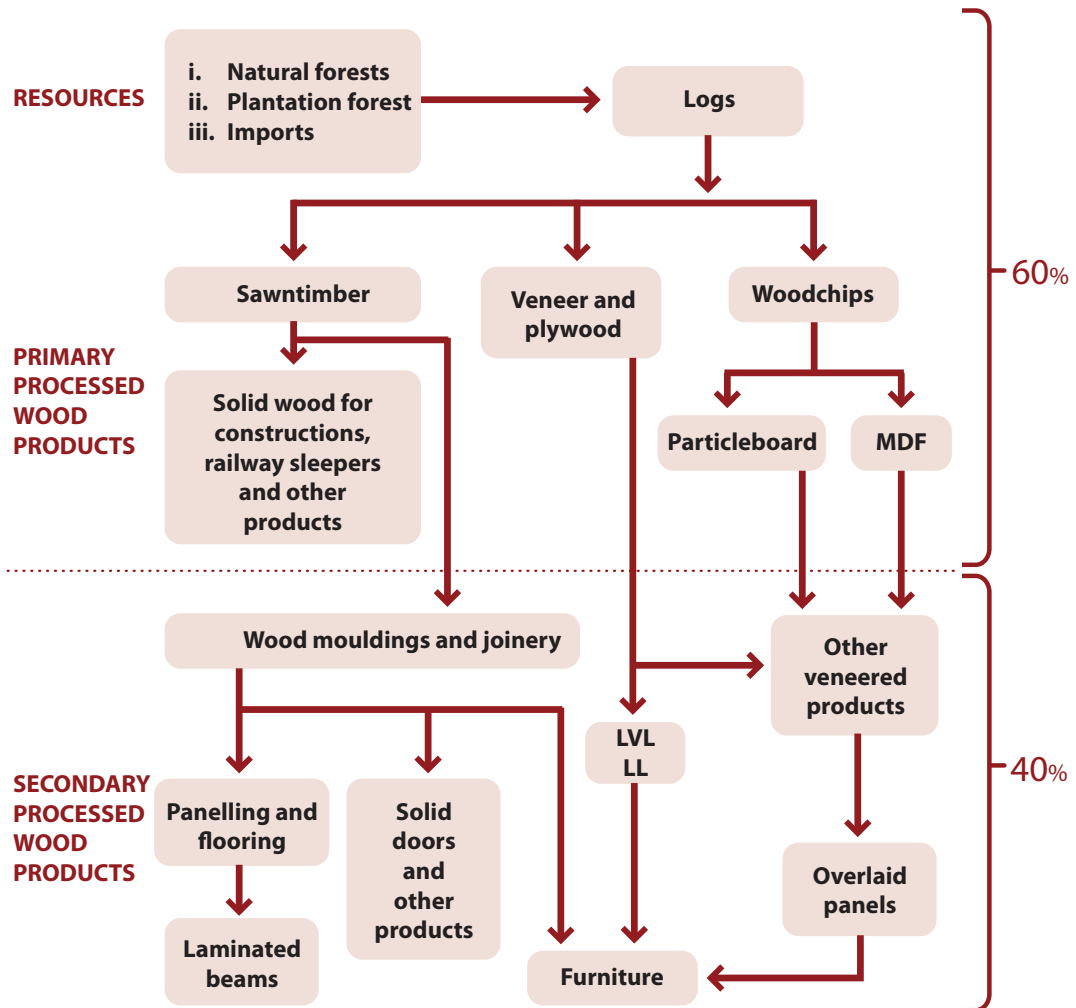 RESOURCES
i. Natural forests
ii. Plantation forest
iii. Imports
Logs
60%
Sawntimber
Veneer and
plywood
Woodchips
PRIMARY
PROCESSED
WOOD
PRODUCTS
Solid wood for
constructions,
railway sleepers
and other
products
Particleboard
MDF
Wood mouldings and joinery
Other
veneered
products
LVL
LL
40%
SECONDARY
PROCESSED
WOOD
PRODUCTS
Panelling and
flooring
Solid
doors
and
other
products
Overlaid
panels
Laminated
beams
Furniture